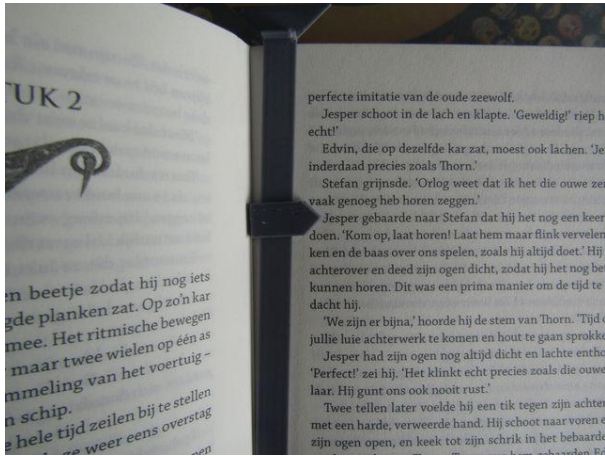 TUK 2
n beetje zodat hij nog iets
gde planken zat. Op zo'n kar
mee. Het ritmische bewegen
maar twee wielen op één as
mmeling van het voertuig –
n schip.
e hele tijd zeilen bij te stellen
ze weer eens overstag
perfecte imitatie van de oude zeewolf.
Jesper schoot in de lach en klapte. 'Geweldig!' riep h
echt!'
Edvin, die op dezelfde kar zat, moest ook lachen. 'Je
inderdaad precies zoals Thorn.'
Stefan grijnsde. 'Orlog weet dat ik het die ouwe zee
vaak genoeg heb horen zeggen.'
Jesper gebaarde naar Stefan dat hij het nog een keer
doen. 'Kom op, laat horen! Laat hem maar flink vervelen
ken en de baas over ons spelen, zoals hij altijd doet.' Hij
achterover en deed zijn ogen dicht, zodat hij het nog be
kunnen horen. Dit was een prima manier om de tijd te
dacht hij.
'We zijn er bijna,' hoorde hij de stem van Thorn. 'Tijd o
jullie luie achterwerk te komen en hout te gaan sprokke
Jesper had zijn ogen nog altijd dicht en lachte entho
'Perfect!' zei hij. 'Het klinkt echt precies zoals die ouwe
laar. Hij gunt ons ook nooit rust.'
Twee tellen later voelde hij een tik tegen zijn achter
met een harde, verweerde hand. Hij schoot naar voren e
zijn ogen open, en keek tot zijn schrik in het bebaarde